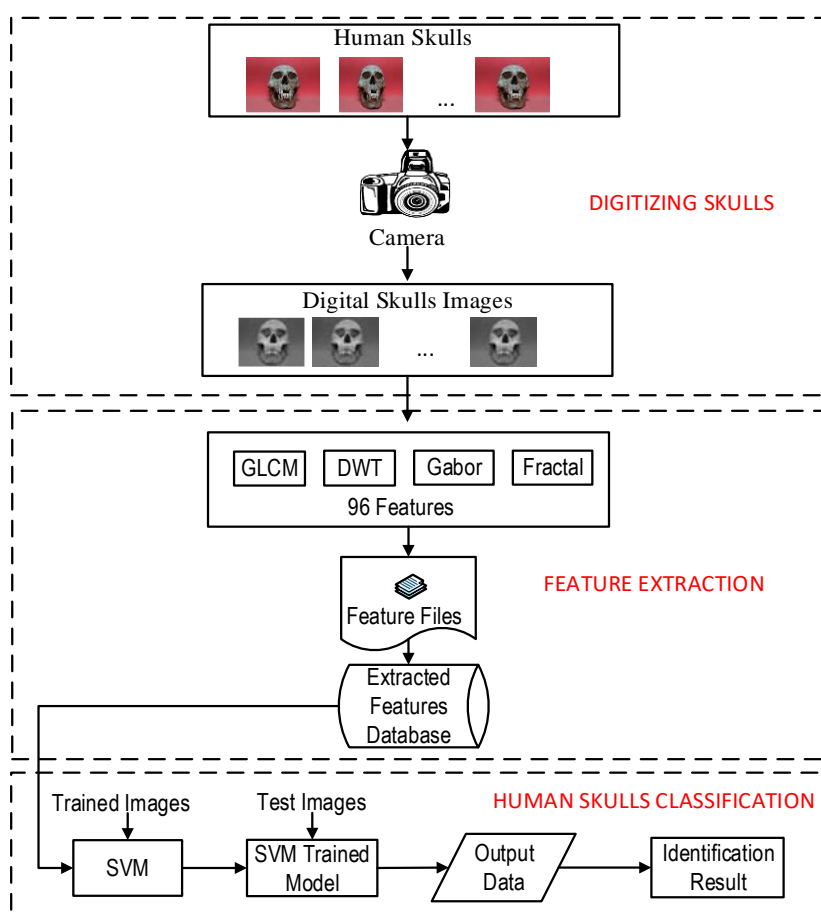 Human Skulls
...
DIGITIZING SKULLS
Camera
Digital Skulls Images
...
GLCM DWT Gabor Fractal
96 Features
FEATURE EXTRACTION
Feature Files
Extracted
Features
Database
HUMAN SKULLS CLASSIFICATION
Trained Images Test Images
SVM
SVM Trained
Model
Output
Data
Identification
Result